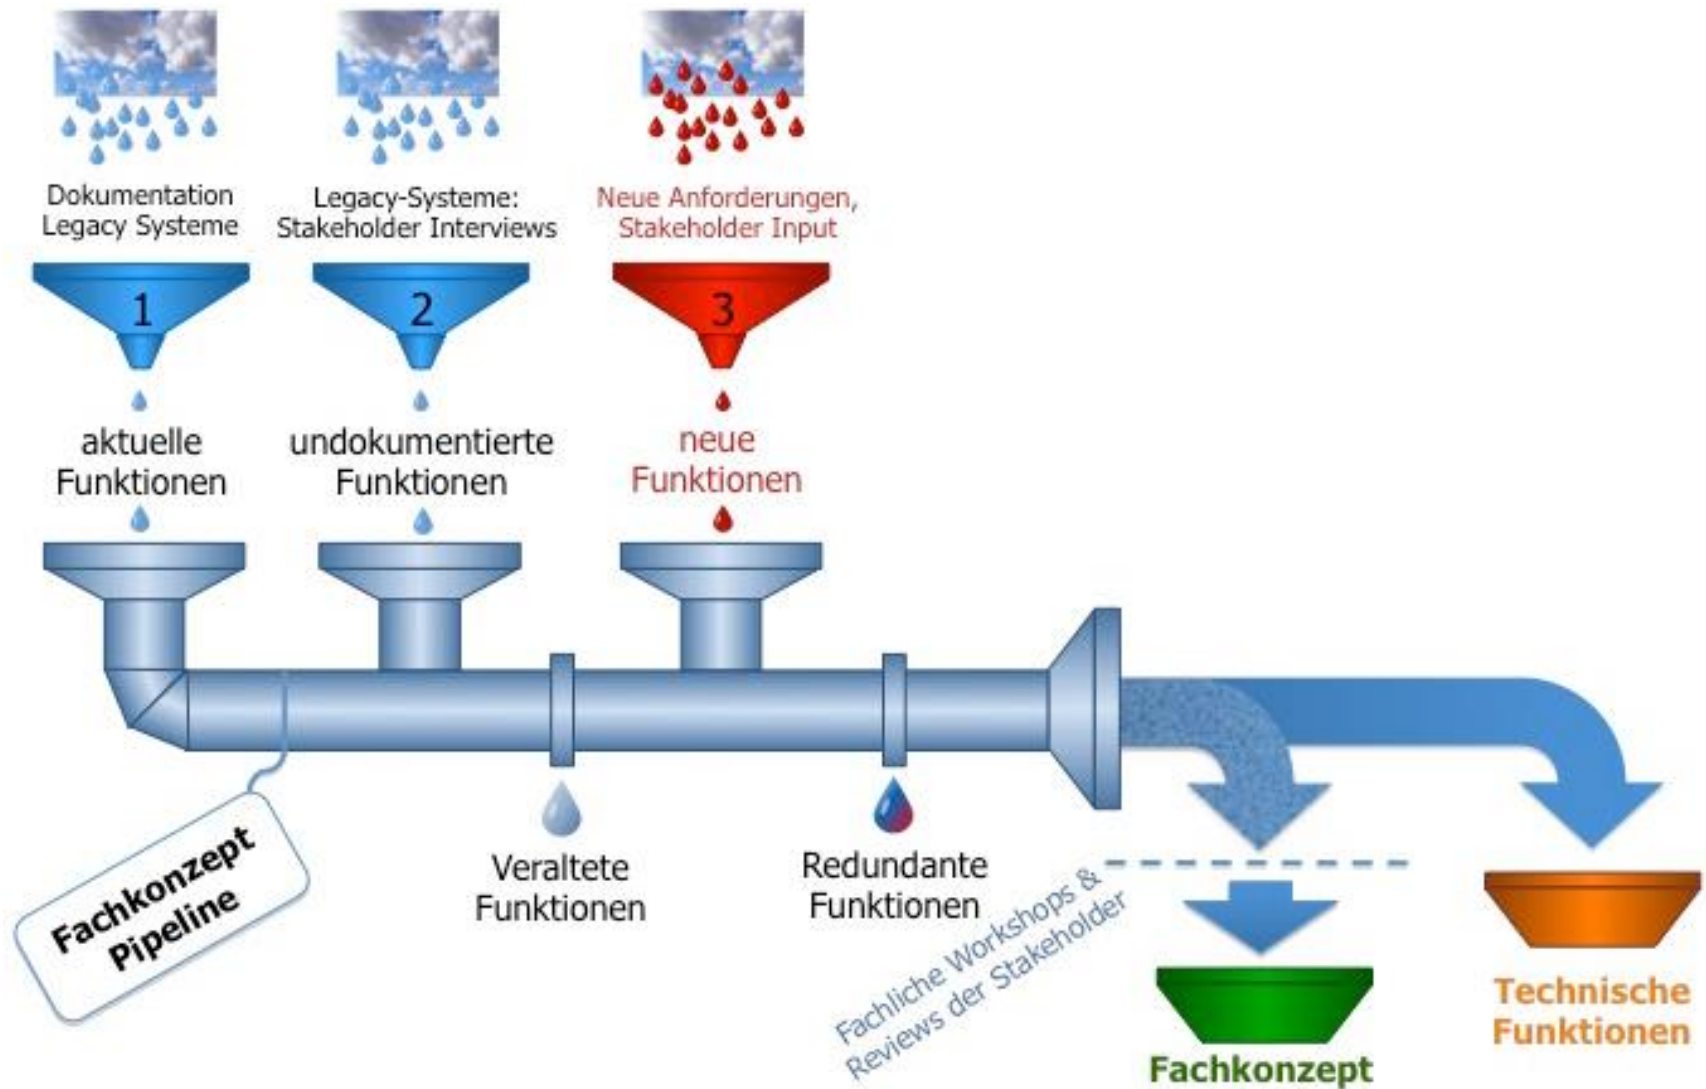 Dokumentation
Legacy Systeme
Legacy-Systeme:
Stakeholder Interviews
Neue Anforderungen,
Stakeholder Input
1
2
3
aktuelle
Funktionen
undokumentierte
Funktionen
neue
Funktionen
Fachkonzept
Pipeline
Veraltete
Funktionen
Redundante
Funktionen
Fachliche Workshops &
Reviews der Stakeholder
Fachkonzept
Technische
Funktionen